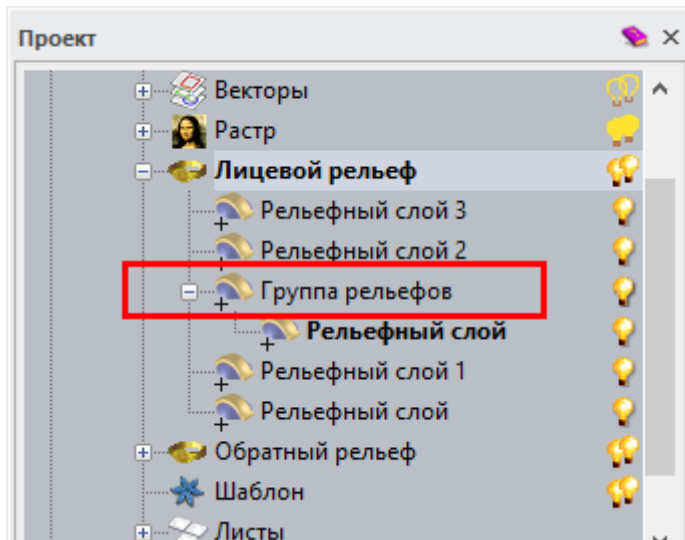 Проект
Векторы
Растр
Лицевой рельеф
Рельефный слой 3
Рельефный слой 2
Группа рельефов
Рельефный слой
Рельефный слой 1
Рельефный слой
Обратный рельеф
Шаблон
Листы